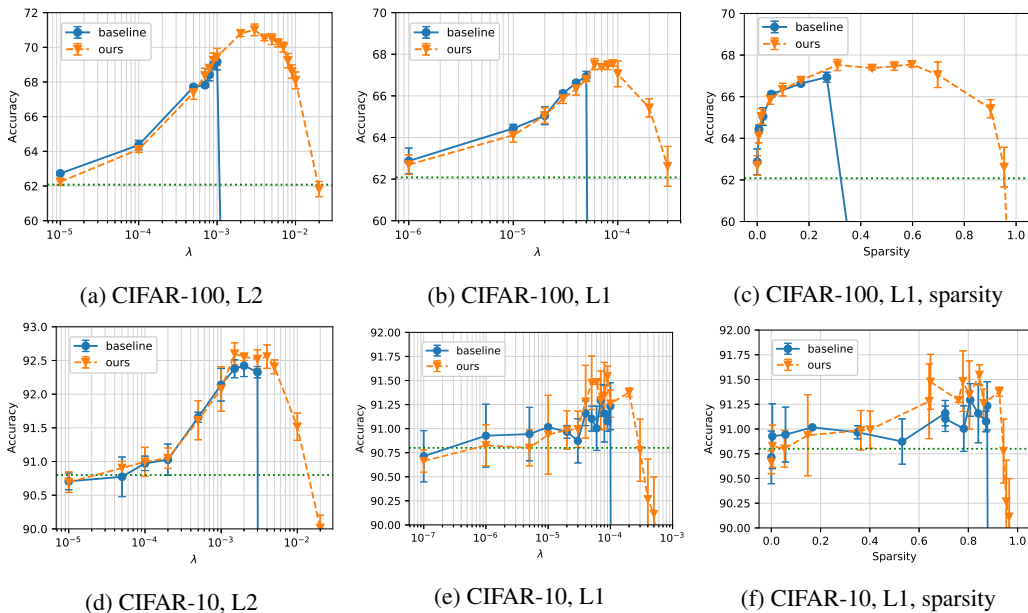 72
70
68
66
64
62
60
Accuracy
baseline
ours
10⁻⁵
10⁻⁴
10⁻³
10⁻²
λ
(a) CIFAR-100, L2
70
68
66
64
62
60
Accuracy
baseline
ours
10⁻⁶
10⁻⁵
10⁻⁴
λ
(b) CIFAR-100, L1
70
68
66
64
62
60
Accuracy
baseline
ours
0.0
0.2
0.4
0.6
0.8
1.0
Sparsity
(c) CIFAR-100, L1, sparsity
93.0
92.5
92.0
91.5
91.0
90.5
90.0
Accuracy
baseline
ours
10⁻⁵
10⁻⁴
10⁻³
10⁻²
λ
(d) CIFAR-10, L2
92.00
91.75
91.50
91.25
91.00
90.75
90.50
90.25
90.00
Accuracy
baseline
ours
10⁻⁷
10⁻⁶
10⁻⁵
10⁻⁴
10⁻³
λ
(e) CIFAR-10, L1
92.00
91.75
91.50
91.25
91.00
90.75
90.50
90.25
90.00
Accuracy
baseline
ours
0.0
0.2
0.4
0.6
0.8
1.0
Sparsity
(f) CIFAR-10, L1, sparsity